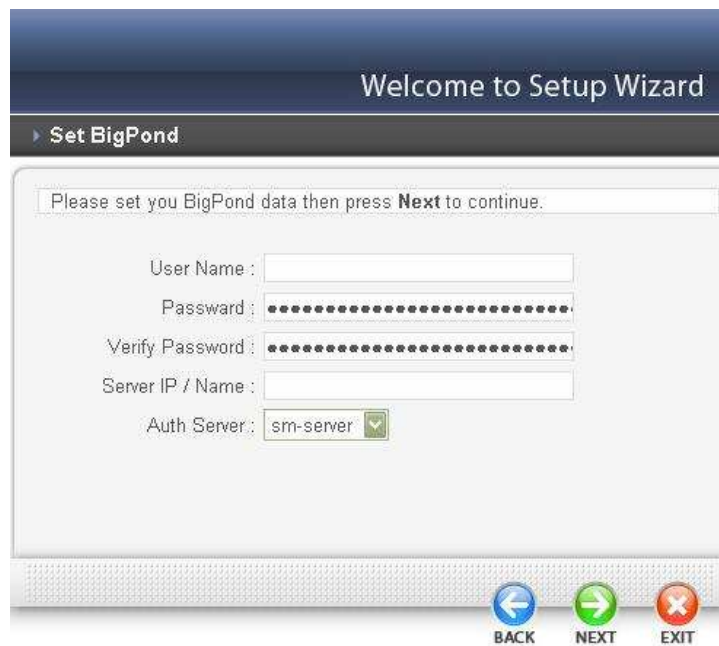 Welcome to Setup Wizard
Set BigPond
Please set you BigPond data then press Next to continue.
User Name :
Passward :
Verify Password :
Server IP / Name :
Auth Server : sm-server
BACK NEXT EXIT